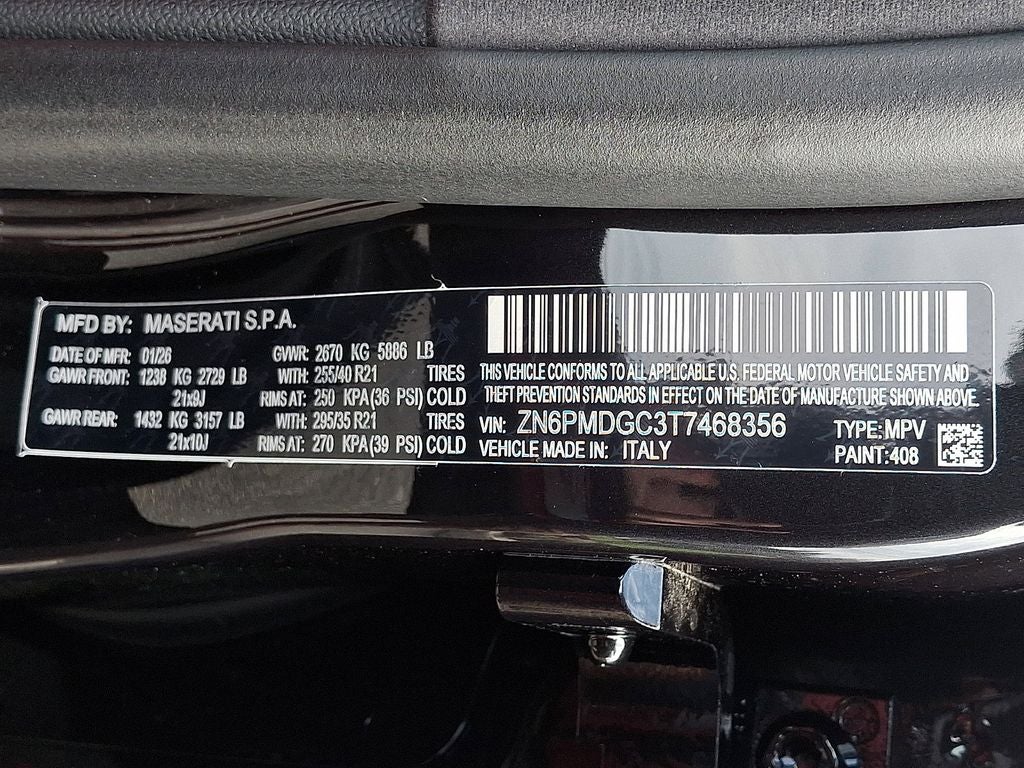 MFD BY: MASERATI S.P.A.
DATE OF MFR: 01/26 GVWR: 2670 KG 5886 LB
GAWR FRONT: 1238 KG 2729 LB WITH: 255/40 R21 TIRES
21x9J RIMS AT: 250 KPA (36 PSI) COLD
GAWR REAR: 1432 KG 3157 LB WITH: 295/35 R21 TIRES
21x10J RIMS AT: 270 KPA (39 PSI) COLD
THIS VEHICLE CONFORMS TO ALL APPLICABLE U.S. FEDERAL MOTOR VEHICLE SAFETY AND
THEFT PREVENTION STANDARDS IN EFFECT ON THE DATE OF MANUFACTURE SHOWN ABOVE.
VIN: ZN6PMDGC3T7468356 TYPE:MPV
VEHICLE MADE IN: ITALY PAINT:408